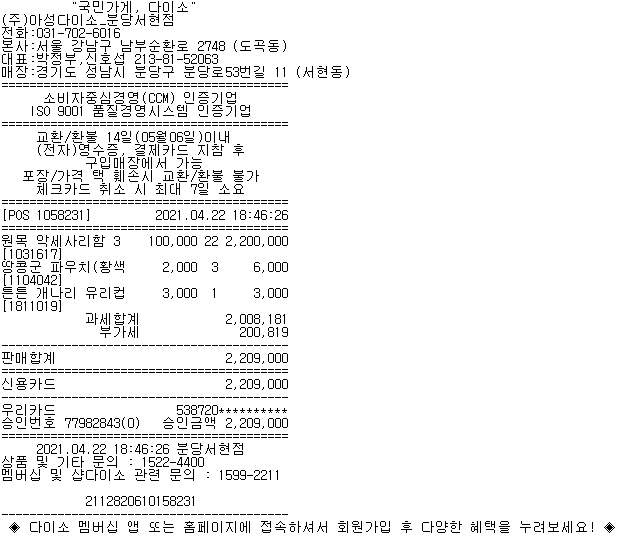 "국민가게, 다이소"
(주)아성다이소_분당서현점
전화:031-702-6016
본사:서울 강남구 남부순환로 2748 (도곡동)
대표:박정부,신호섭 213-81-52063
매장:경기도 성남시 분당구 분당로53번길 11 (서현동)
=========================================
소비자중심경영(CCM) 인증기업
ISO 9001 품질경영시스템 인증기업
=========================================
교환/환불 14일(05월06일)이내
(전자)영수증, 결제카드 지참 후
구입매장에서 가능
포장/가격 택 훼손시 교환/환불 불가
체크카드 취소 시 최대 7일 소요
=========================================
[POS 1058231] 2021.04.22 18:46:26
=========================================
원목 악세사리함 3 100,000 22 2,200,000
[1031617]
땅콩군 파우치(황색 2,000 3 6,000
[1104042]
튼튼 개나리 유리컵 3,000 1 3,000
[1811019]
과세합계 2,008,181
부가세 200,819
-----------------------------------------
판매합계 2,209,000
=========================================
신용카드 2,209,000
-----------------------------------------
우리카드 538720**********
승인번호 77982843(0) 승인금액 2,209,000
=========================================
2021.04.22 18:46:26 분당서현점
상품 및 기타 문의 : 1522-4400
멤버십 및 샵다이소 관련 문의 : 1599-2211
2112820610158231
-----------------------------------------
◈ 다이소 멤버십 앱 또는 홈페이지에 접속하셔서 회원가입 후 다양한 혜택을 누려보세요! ◈